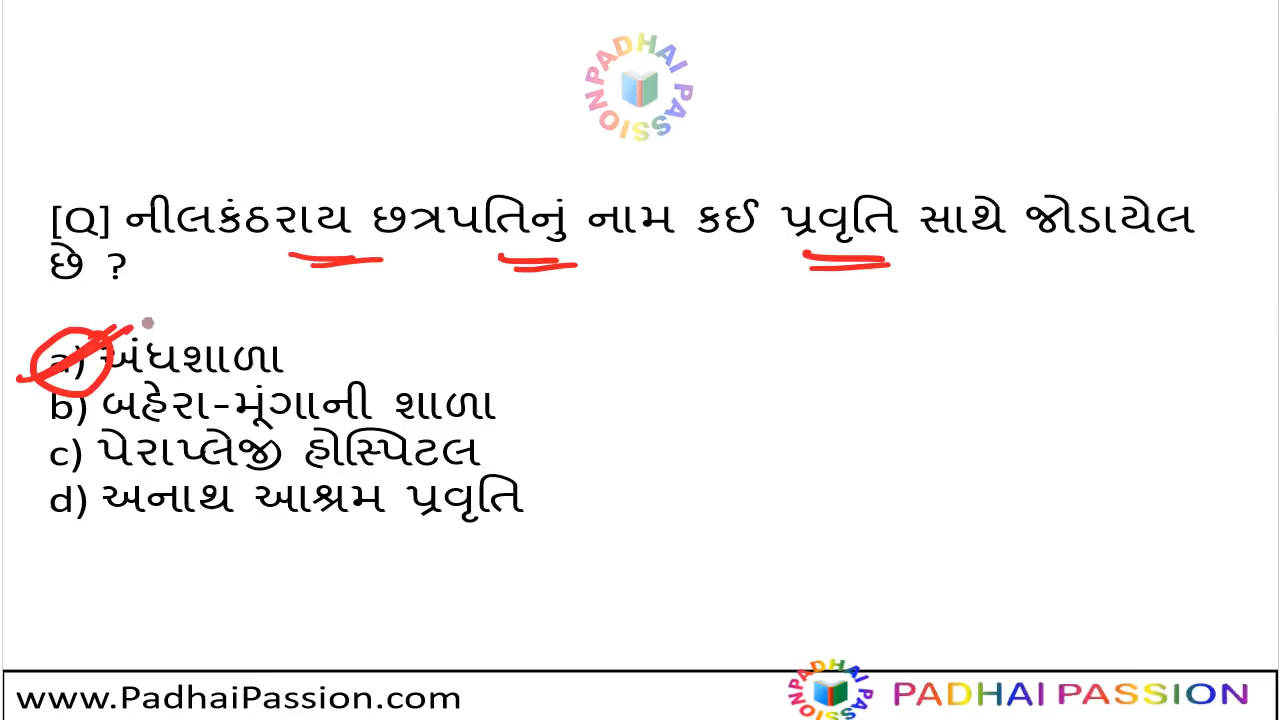 PADHAI PASSION
[Q] નીલકંઠરાય છત્રપતિનું નામ કઈ પ્રવૃતિ સાથે જોડાયેલ
છે ?
a) અંધશાળા
b) બહેરા-મૂંગાની શાળા
c) પેરાપ્લેજી હોસ્પિટલ
d) અનાથ આશ્રમ પ્રવૃતિ
www.PadhaiPassion.com
PADHAI PASSION
PADHAI PASSION